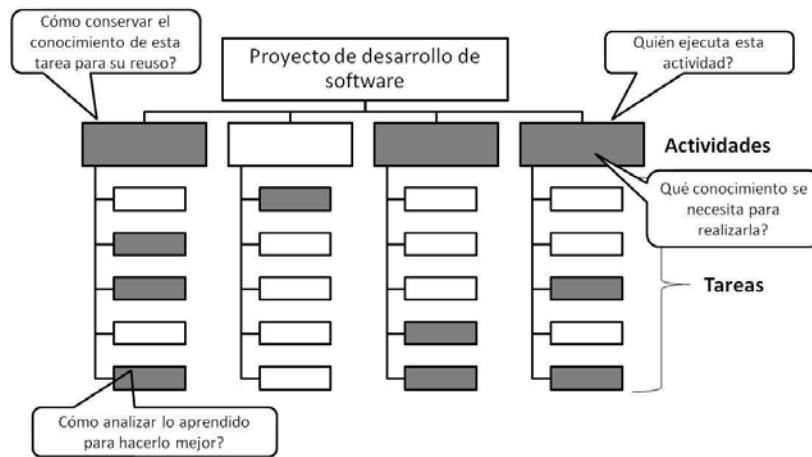 Cómo conservar el
conocimiento de esta
tarea para su reuso?
Proyecto de desarrollo de
software
Quién ejecuta esta
actividad?
Actividades
Qué conocimiento se
necesita para
realizarla?
Tareas
Cómo analizar lo aprendido
para hacerlo mejor?